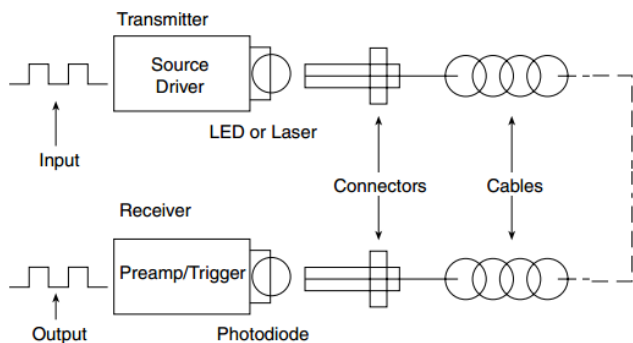 Transmitter
Source
Driver
LED or Laser
Input
Connectors
Cables
Receiver
Preamp/Trigger
Output
Photodiode